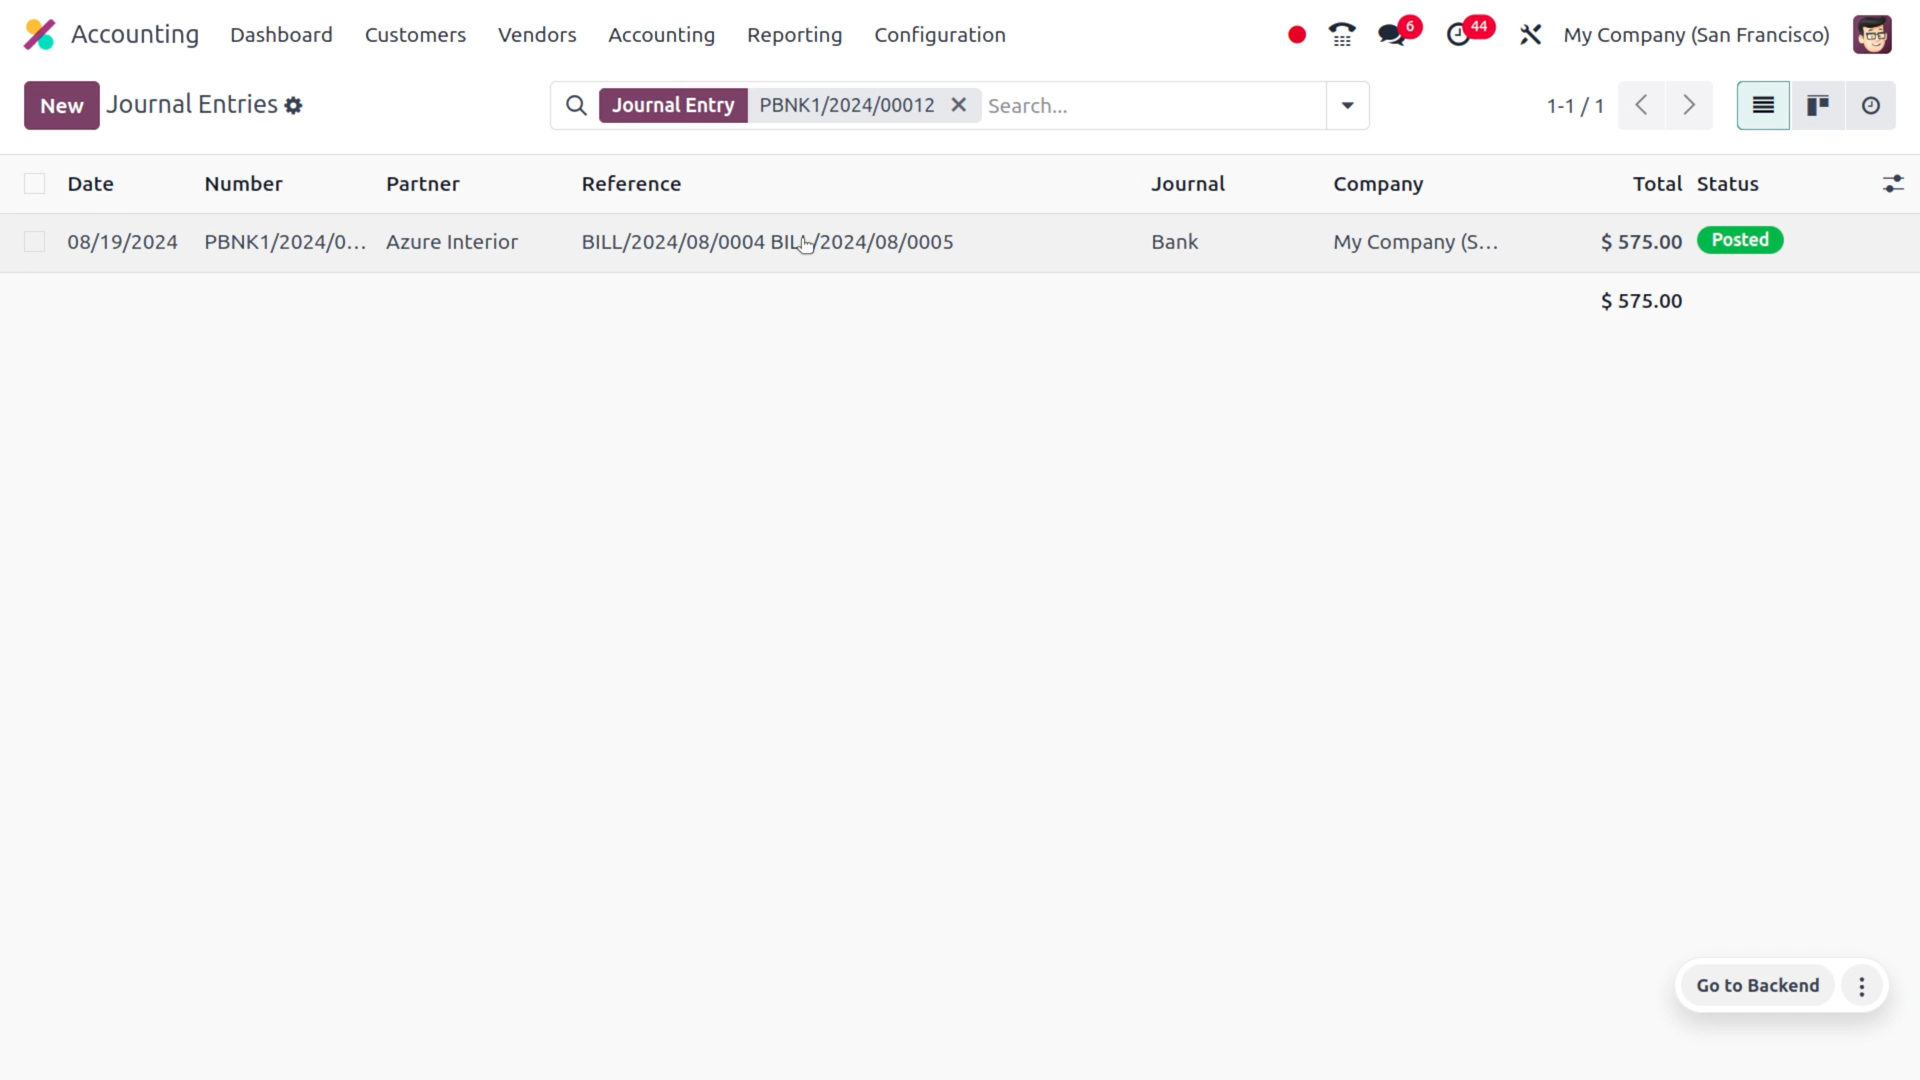 Accounting Dashboard Customers Vendors Accounting Reporting Configuration 6 44 My Company (San Francisco)
New Journal Entries Journal Entry PBNK1/2024/00012 Search... 1-1 / 1
Date Number Partner Reference Journal Company Total Status
08/19/2024 PBNK1/2024/0... Azure Interior BILL/2024/08/0004 BILL/2024/08/0005 Bank My Company (S... $ 575.00 Posted
$ 575.00
Go to Backend